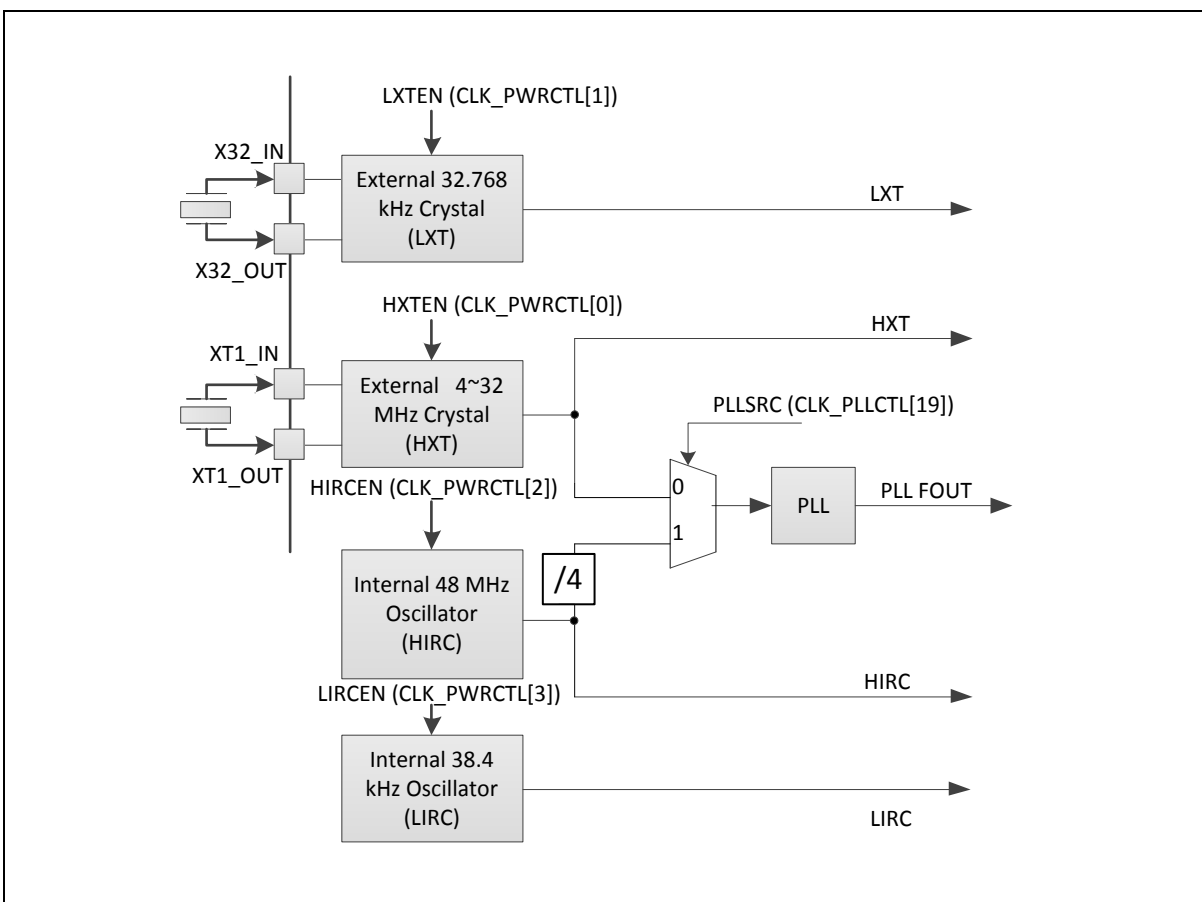 LXTEN (CLK_PWRCTL[1])
X32_IN
External 32.768
kHz Crystal
(LXT)
LXT
X32_OUT
HXTEN (CLK_PWRCTL[0])
HXT
XT1_IN
External 4~32
MHz Crystal
(HXT)
PLLSRC (CLK_PLLCTL[19])
XT1_OUT
HIRCEN (CLK_PWRCTL[2])
0
1
PLL
PLL FOUT
/4
Internal 48 MHz
Oscillator
(HIRC)
HIRC
LIRCEN (CLK_PWRCTL[3])
Internal 38.4
kHz Oscillator
(LIRC)
LIRC